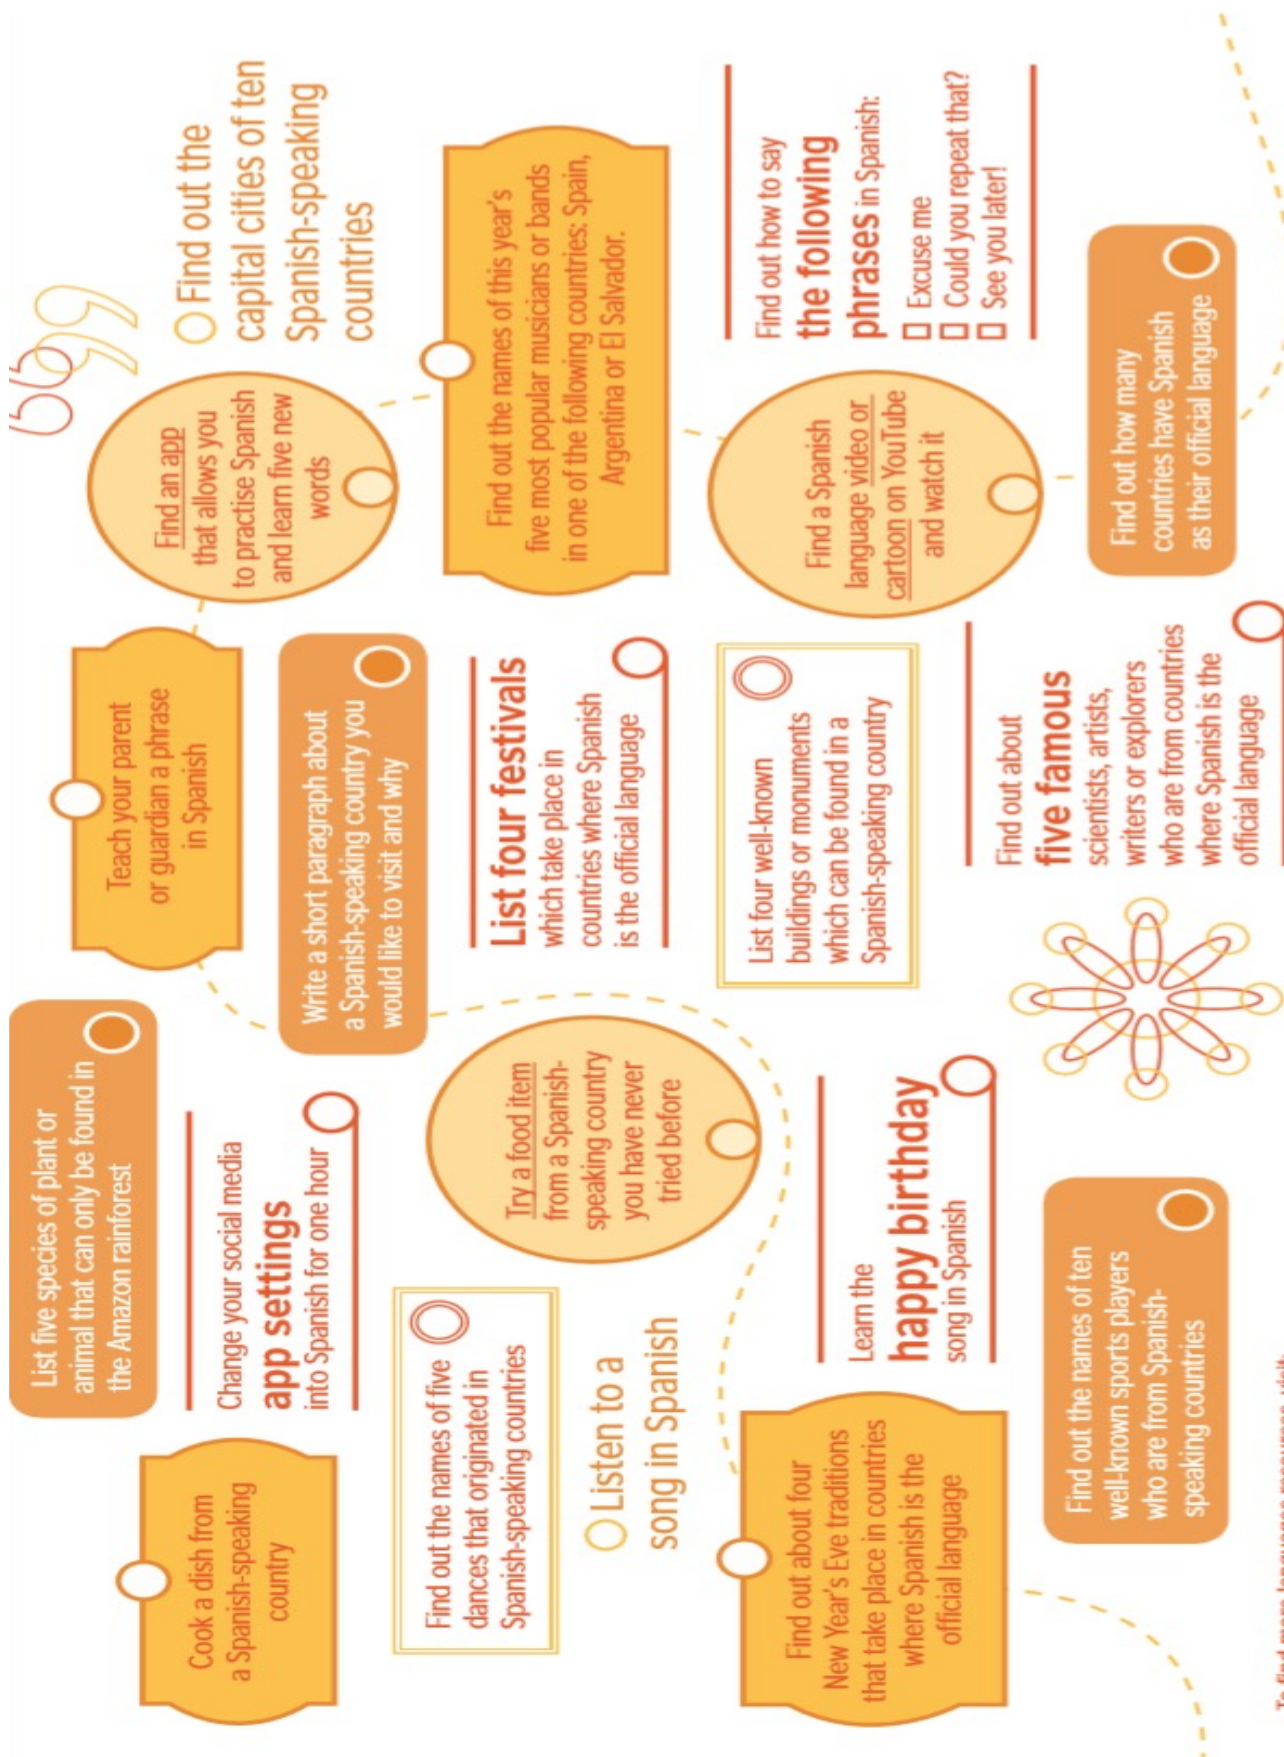 Cook a dish from
a Spanish-speaking
country
List five species of plant or
animal that can only be found in
the Amazon rainforest
Change your social media
app settings
into Spanish for one hour
Teach your parent
or guardian a phrase
in Spanish
Find an app
that allows you
to practise Spanish
and learn five new
words
Find out the
capital cities of ten
Spanish-speaking
countries
Write a short paragraph about
a Spanish-speaking country you
would like to visit and why
Find out the names of five
dances that originated in
Spanish-speaking countries
Try a food item
from a Spanish-
speaking country
you have never
tried before
List four festivals
which take place in
countries where Spanish
is the official language
Find out the names of this year's
five most popular musicians or bands
in one of the following countries: Spain,
Argentina or El Salvador.
Listen to a
song in Spanish
List four well-known
buildings or monuments
which can be found in a
Spanish-speaking country
Find a Spanish
language video or
cartoon on YouTube
and watch it
Find out how to say
the following
phrases in Spanish:
Excuse me
Could you repeat that?
See you later!
Find out about four
New Year's Eve traditions
that take place in countries
where Spanish is the
official language
Learn the
happy birthday
song in Spanish
Find out about
five famous
scientists, artists,
writers or explorers
who are from countries
where Spanish is the
official language
Find out how many
countries have Spanish
as their official language
Find out the names of ten
well-known sports players
who are from Spanish-
speaking countries
To find more language resources, visit: